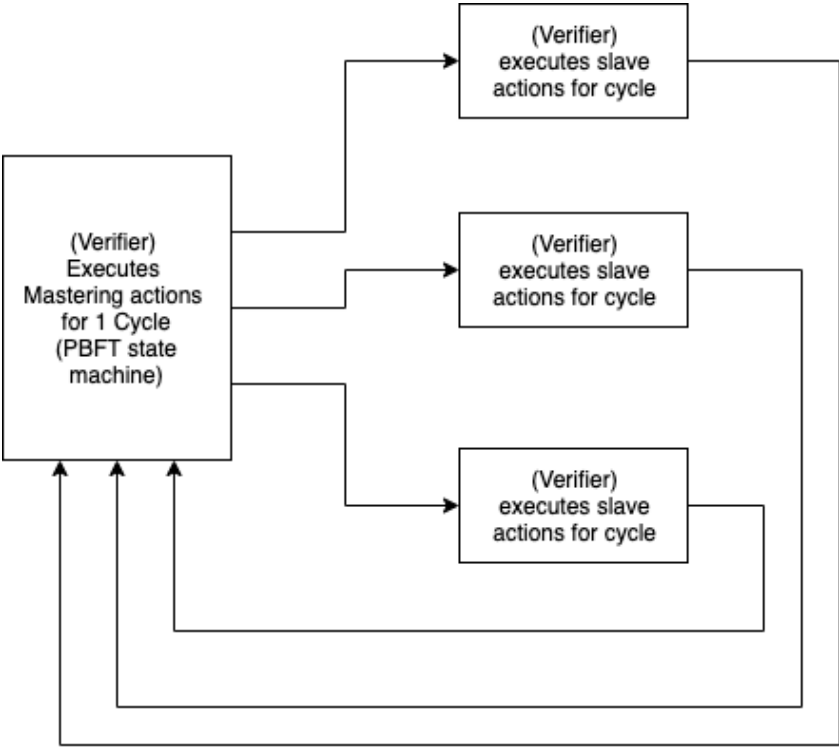 (Verifier)
executes slave
actions for cycle
(Verifier)
Executes
Mastering actions
for 1 Cycle
(PBFT state
machine)
(Verifier)
executes slave
actions for cycle
(Verifier)
executes slave
actions for cycle